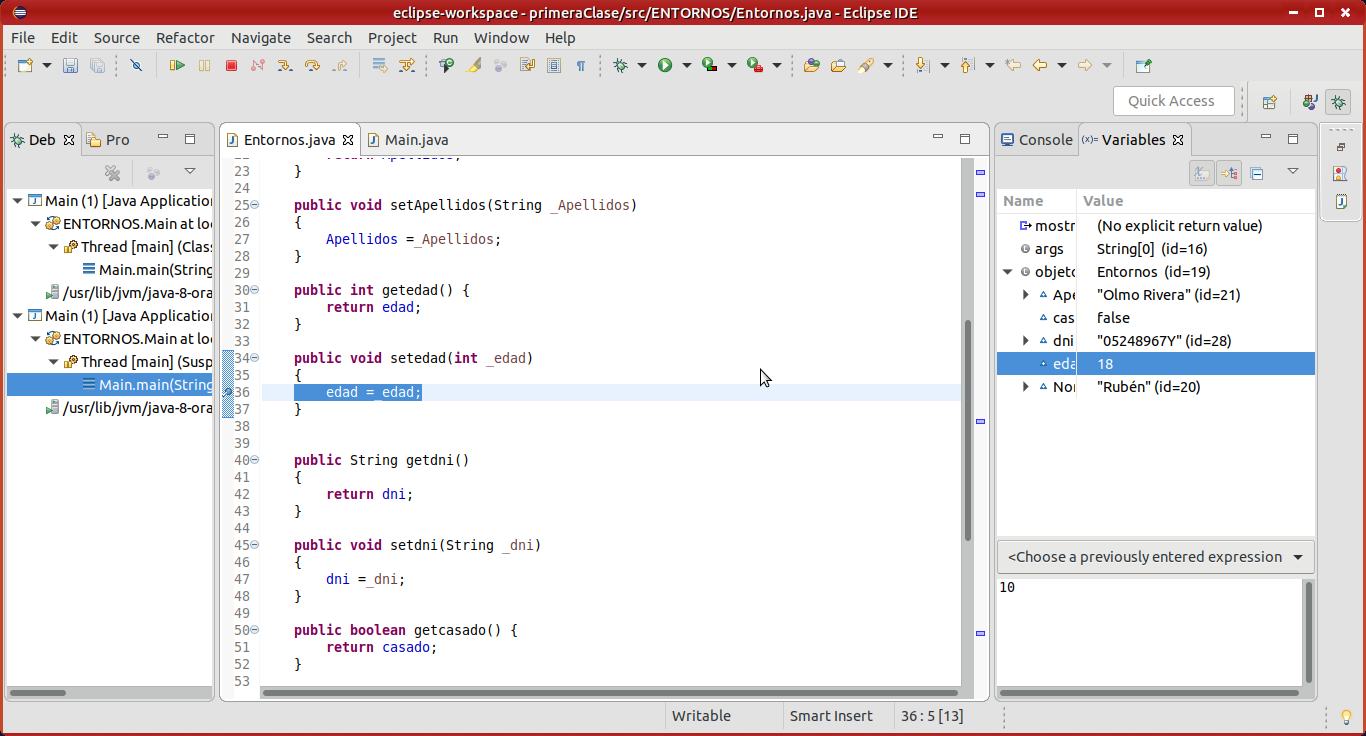 eclipse-workspace - primeraClase/src/ENTORNOS/Entornos.java - Eclipse IDE
File Edit Source Refactor Navigate Search Project Run Window Help
Quick Access
Deb Pro
Main (1) [Java Applicatior
ENTORNOS.Main at lo
Thread [main] (Clas
Main.main(String
/usr/lib/jvm/java-8-ora
Main (1) [Java Applicatior
ENTORNOS.Main at lo
Thread [main] (Susp
Main.main(String
/usr/lib/jvm/java-8-ora
Entornos.java Main.java
23 }
24
25 public void setApellidos(String _Apellidos)
26 {
27 Apellidos =_Apellidos;
28 }
29
30 public int getedad() {
31 return edad;
32 }
33
34 public void setedad(int _edad)
35 {
36 edad =_edad;
37 }
38
39
40 public String getdni()
41 {
42 return dni;
43 }
44
45 public void setdni(String _dni)
46 {
47 dni =_dni;
48 }
49
50 public boolean getcasado() {
51 return casado;
52 }
53
Console (x)= Variables
Name Value
mostr (No explicit return value)
args String[0] (id=16)
objeto Entornos (id=19)
Ape "Olmo Rivera" (id=21)
cas false
dni "05248967Y" (id=28)
eda 18
Nor "Rubén" (id=20)
<Choose a previously entered expression
10
Writable Smart Insert 36 : 5 [13]